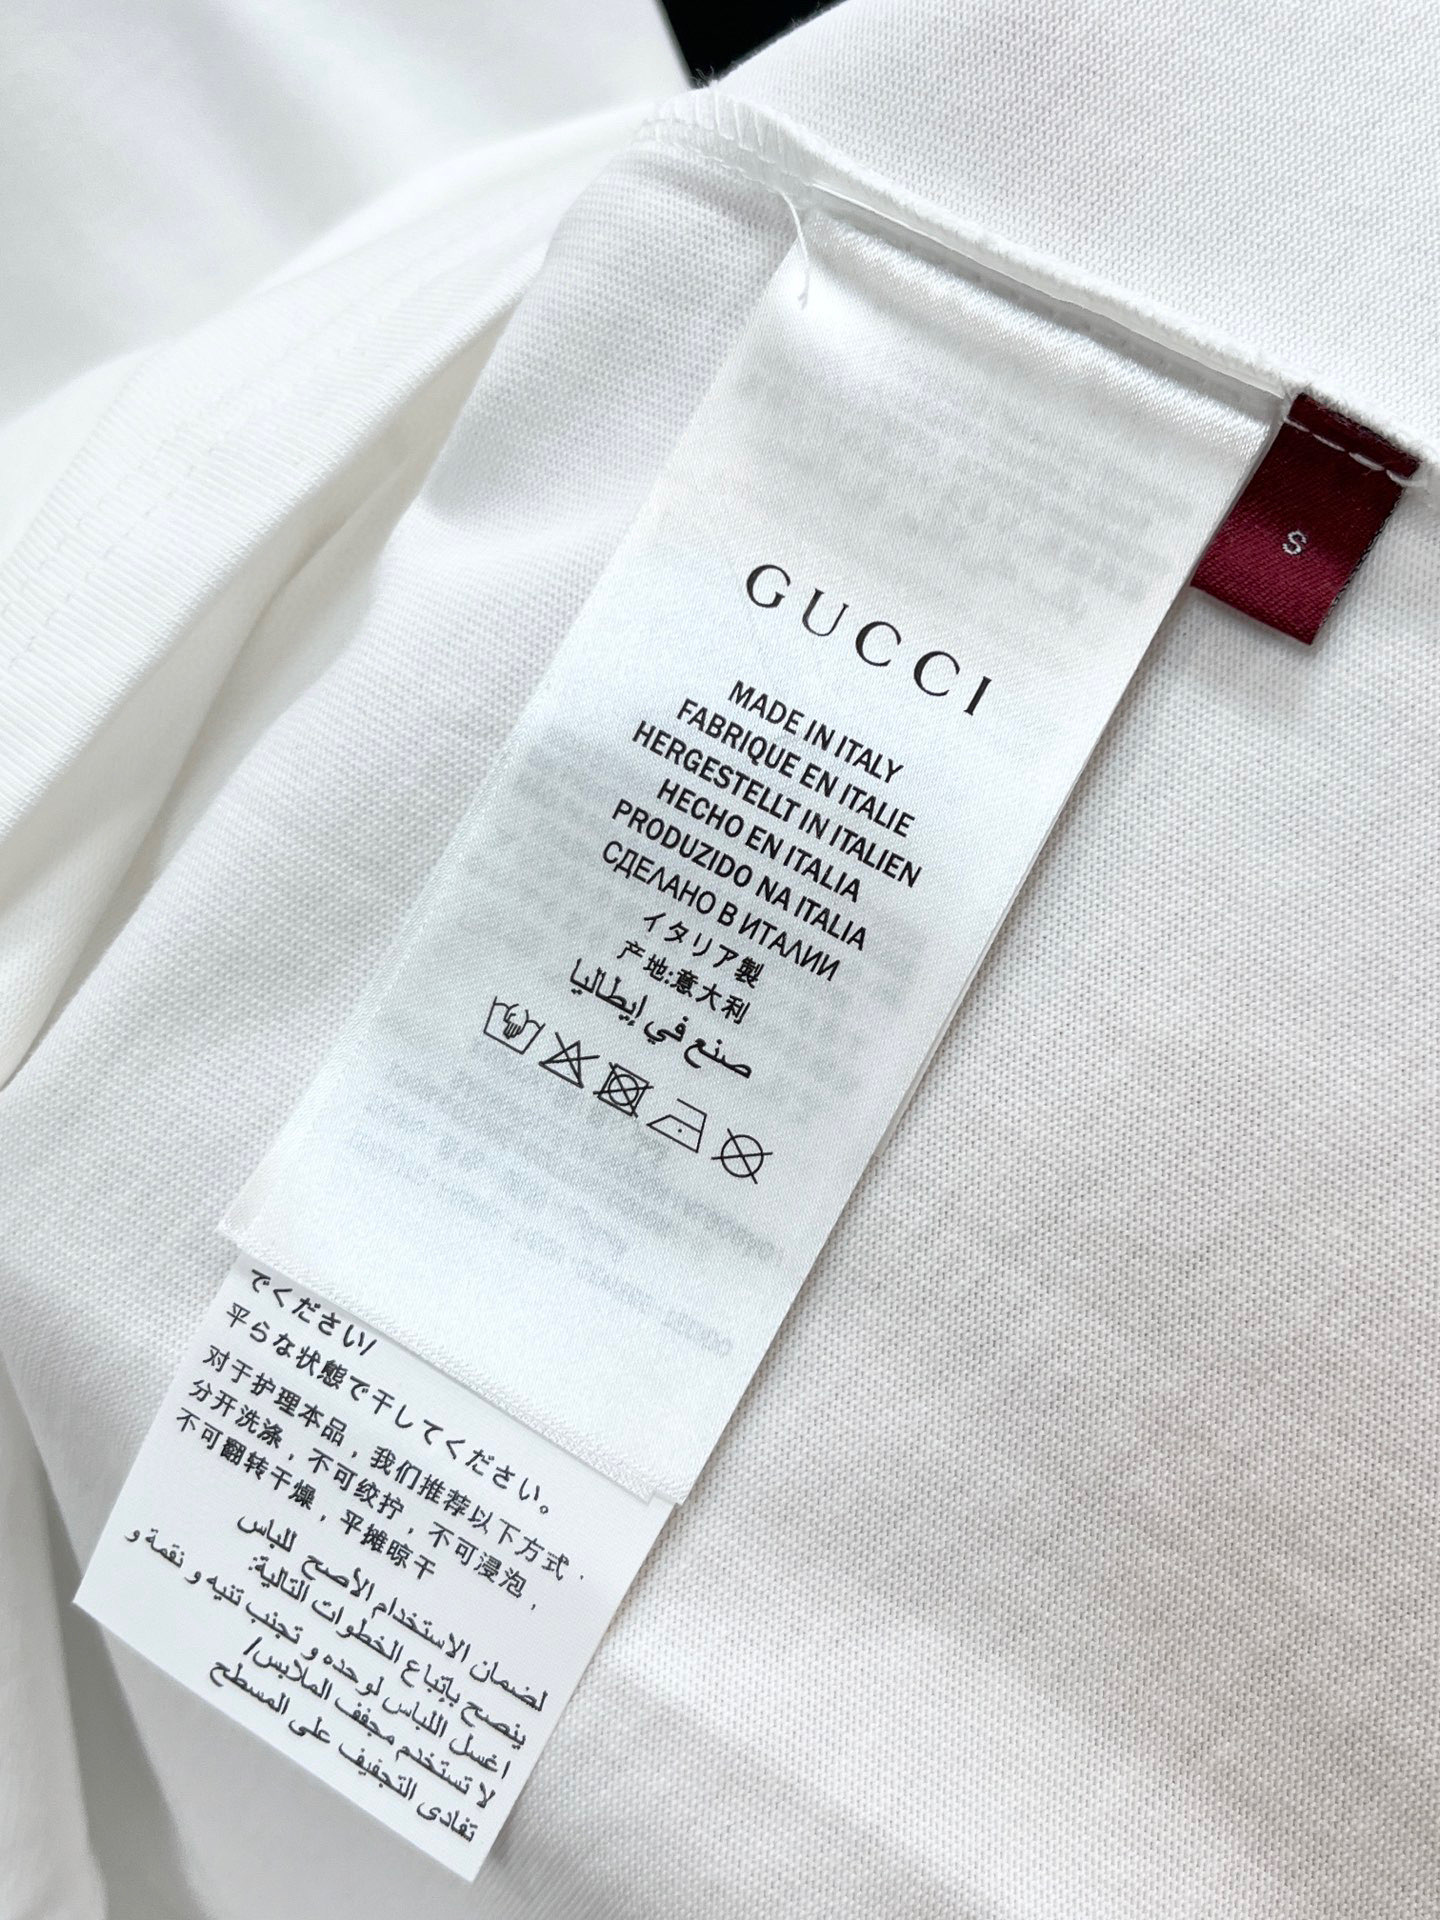 S
GUCCI
MADE IN ITALY
FABRIQUE EN ITALIE
HERGESTELLT IN ITALIEN
HECHO EN ITALIA
PRODUZIDO NA ITALIA
СДЕЛАНО В ИТАЛИИ
イタリア製
产地:意大利
صنع في إيطاليا
でください/
平らな状態で干してください。
对于护理本品，我们推荐以下方式．
分开洗涤，不可绞拧，不可浸泡，
不可翻转干燥，平摊晾干
لضمان الاستخدام الأصح للباس
ينصح بإتباع الخطوات التالية:
اغسل اللباس لوحده و تجنب تنيه و نقمة و
لا تستخدم مجفف الملابس/
تفادى التجفيف على المسطح